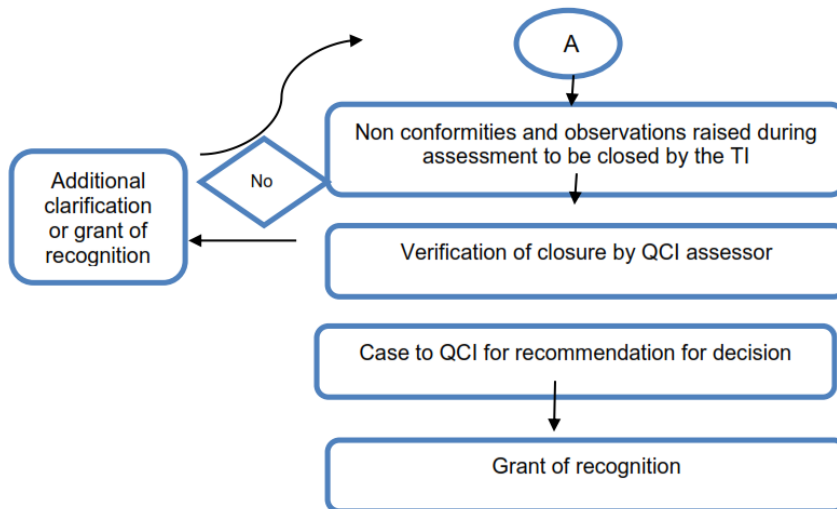 A
Non conformities and observations raised during
assessment to be closed by the TI
No
Additional
clarification
or grant of
recognition
Verification of closure by QCI assessor
Case to QCI for recommendation for decision
Grant of recognition